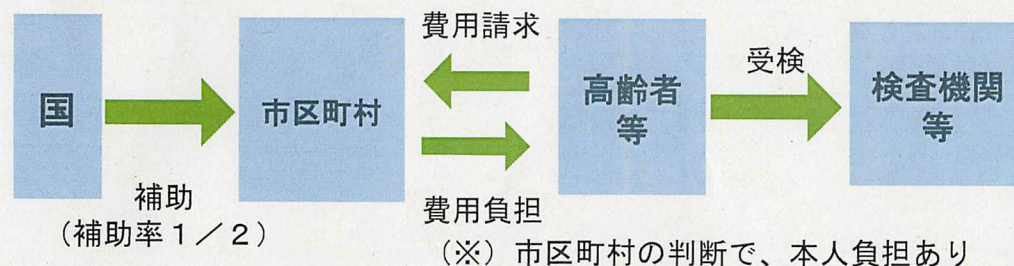 費用請求
受検
国
市区町村
高齢者
等
検査機関
等
補助
（補助率１／２）
費用負担
（※）市区町村の判断で、本人負担あり